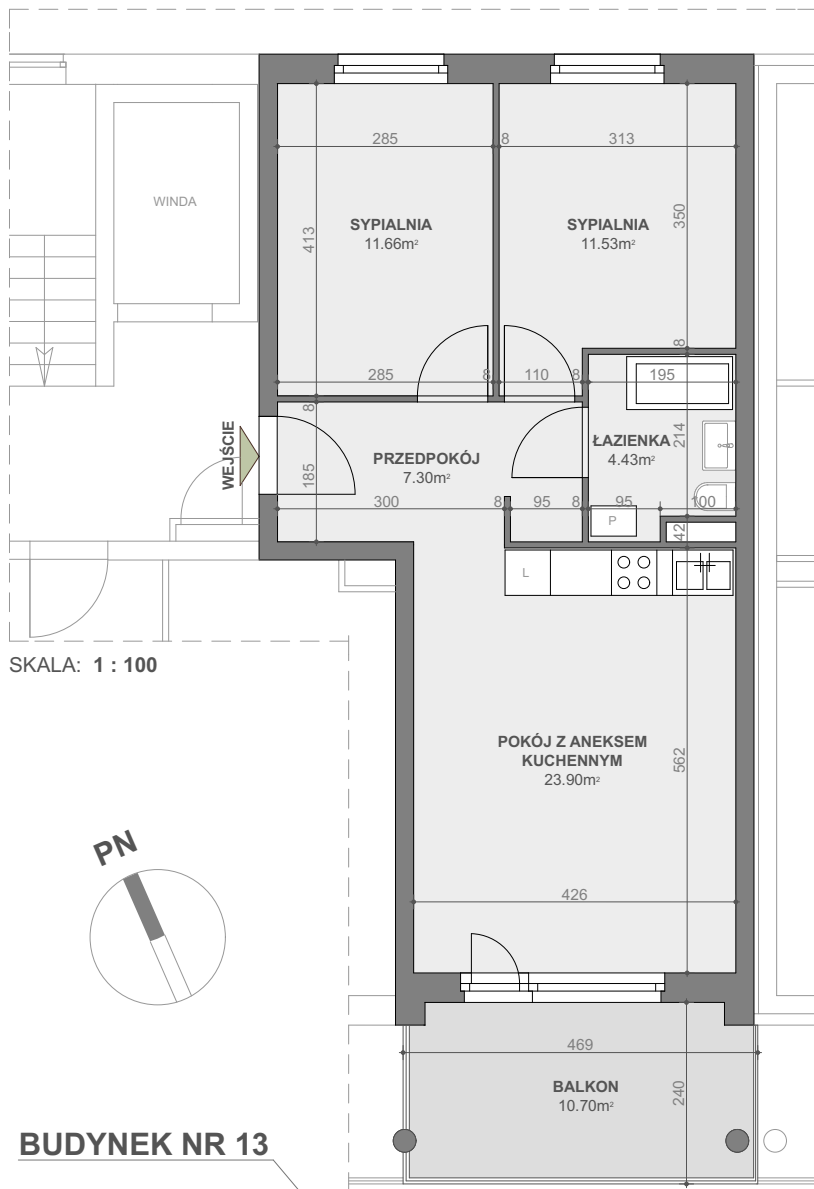 285
8
313
WINDA
SYPIALNIA
11.66m²
SYPIALNIA
11.53m²
350
413
8
285
8
110
8
195
8
WEJŚCIE
PRZEDPOKÓJ
7.30m²
ŁAZIENKA
4.43m²
214
185
300
8
95
8
95
100
P
42
L
SKALA: 1 : 100
POKÓJ Z ANEKSEM
KUCHENNYM
23.90m²
562
PN
426
469
BALKON
10.70m²
240
BUDYNEK NR 13